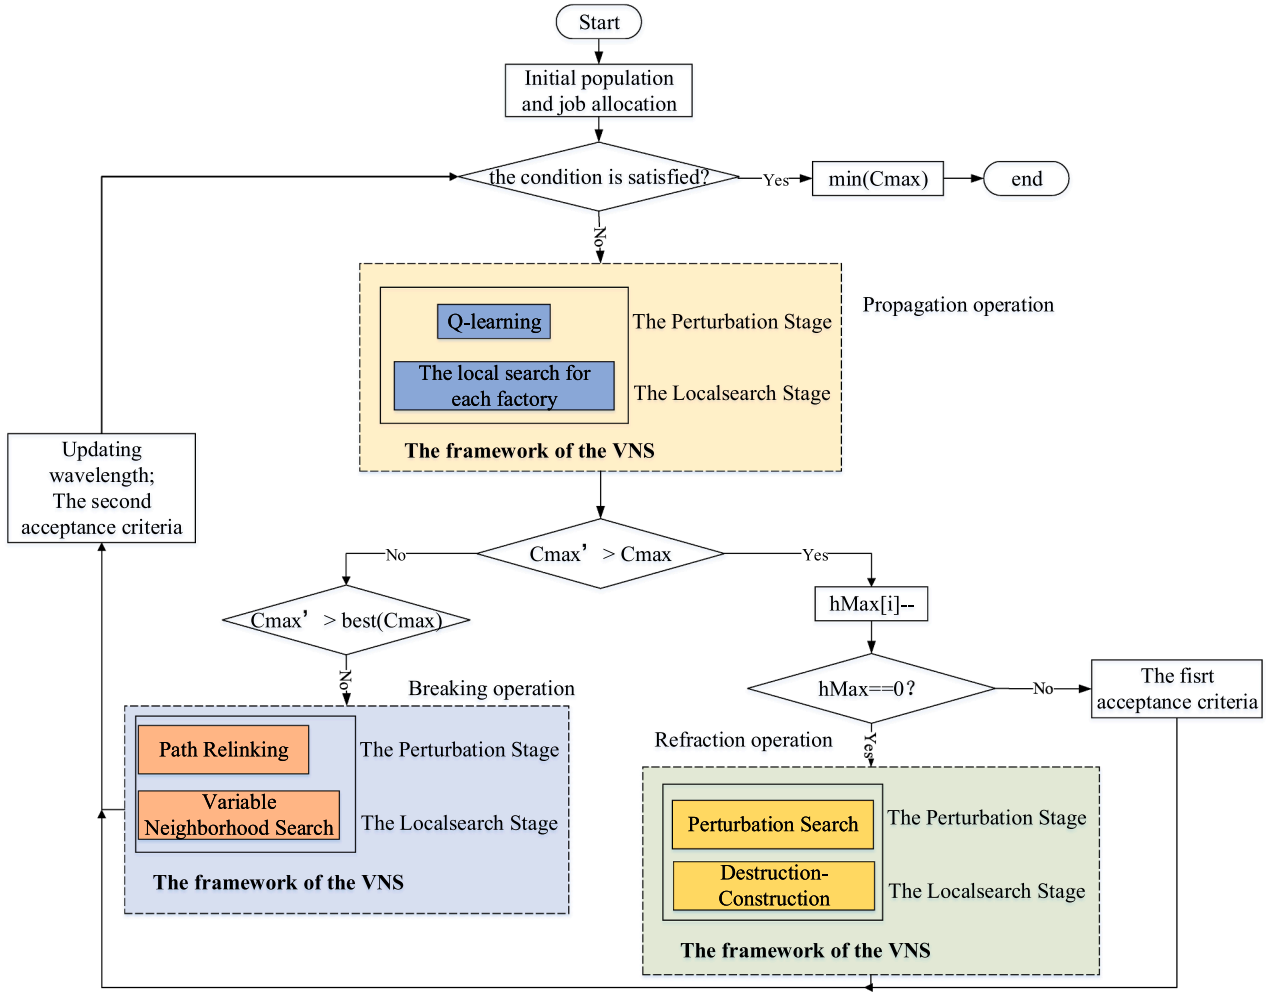 Start
Initial population
and job allocation
the condition is satisfied?
Yes
min(Cmax)
end
No
Propagation operation
Q-learning
The Perturbation Stage
The local search for
each factory
The Localsearch Stage
The framework of the VNS
Updating
wavelength;
The second
acceptance criteria
Cmax’ > Cmax
No
Yes
Cmax’ > best(Cmax)
hMax[i]--
No
hMax==0?
No
The fisrt
acceptance criteria
Breaking operation
Path Relinking
The Perturbation Stage
Variable
Neighborhood Search
The Localsearch Stage
The framework of the VNS
Refraction operation
Yes
Perturbation Search
The Perturbation Stage
Destruction-
Construction
The Localsearch Stage
The framework of the VNS